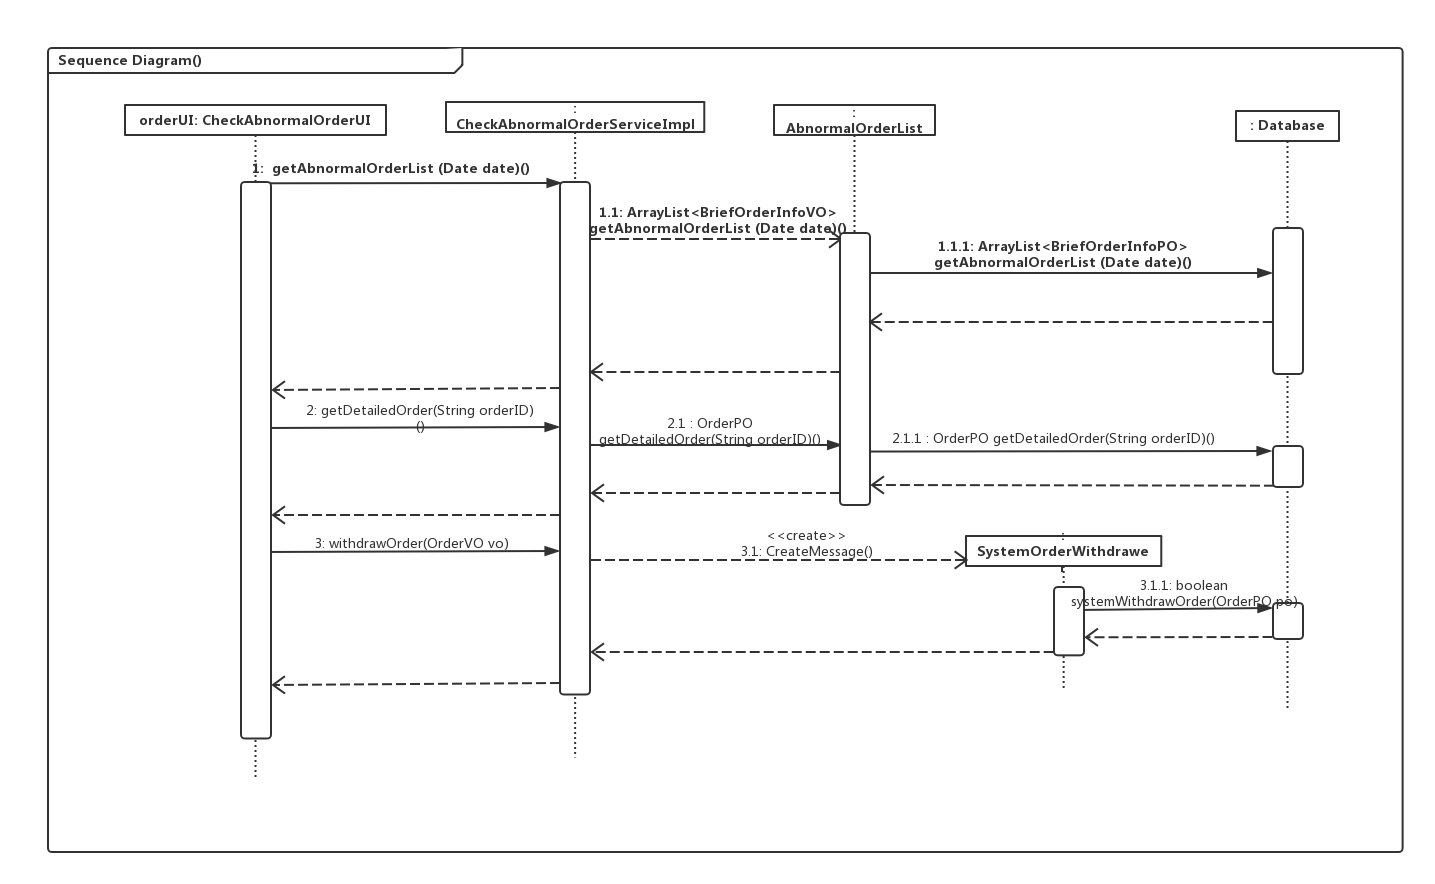 Sequence Diagram()
orderUI: CheckAbnormalOrderUI
:
CheckAbnormalOrderServiceImpl
:
AbnormalOrderList
: Database
1:  getAbnormalOrderList (Date date)()
1.1: ArrayList<BriefOrderInfoVO>
getAbnormalOrderList (Date date)()
1.1.1: ArrayList<BriefOrderInfoPO>
getAbnormalOrderList (Date date)()
2: getDetailedOrder(String orderID)
()
2.1 : OrderPO
getDetailedOrder(String orderID)()
2.1.1 : OrderPO getDetailedOrder(String orderID)()
3: withdrawOrder(OrderVO vo)
<<create>>
3.1: CreateMessage()
:
SystemOrderWithdrawe
r
3.1.1: boolean
systemWithdrawOrder(OrderPO po)